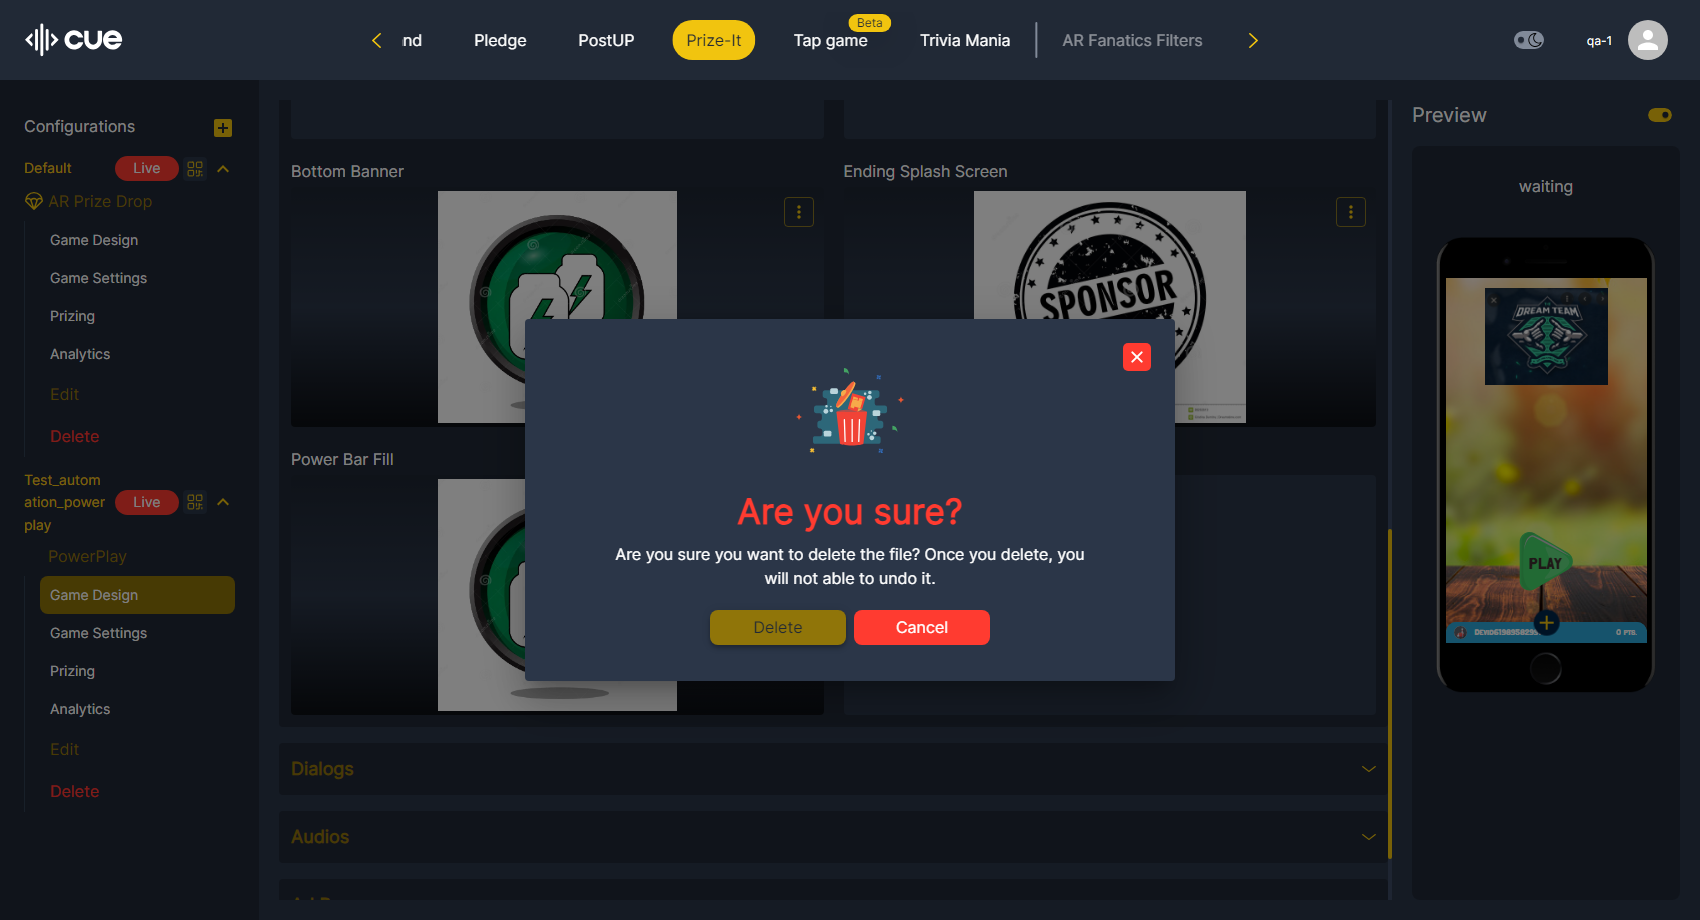 cue
nd
Pledge
PostUP
Prize-It
Beta
Tap game
Trivia Mania
AR Fanatics Filters
qa-1
Configurations
Default
Live
AR Prize Drop
Game Design
Game Settings
Prizing
Analytics
Edit
Delete
Test_autom
ation_power
play
Live
PowerPlay
Game Design
Game Settings
Prizing
Analytics
Edit
Delete
Bottom Banner
Ending Splash Screen
SPONSOR
Power Bar Fill
Are you sure?
Are you sure you want to delete the file? Once you delete, you
will not able to undo it.
Delete
Cancel
Dialogs
Audios
Preview
waiting
DREAM TEAM
PLAY
0 PTS.